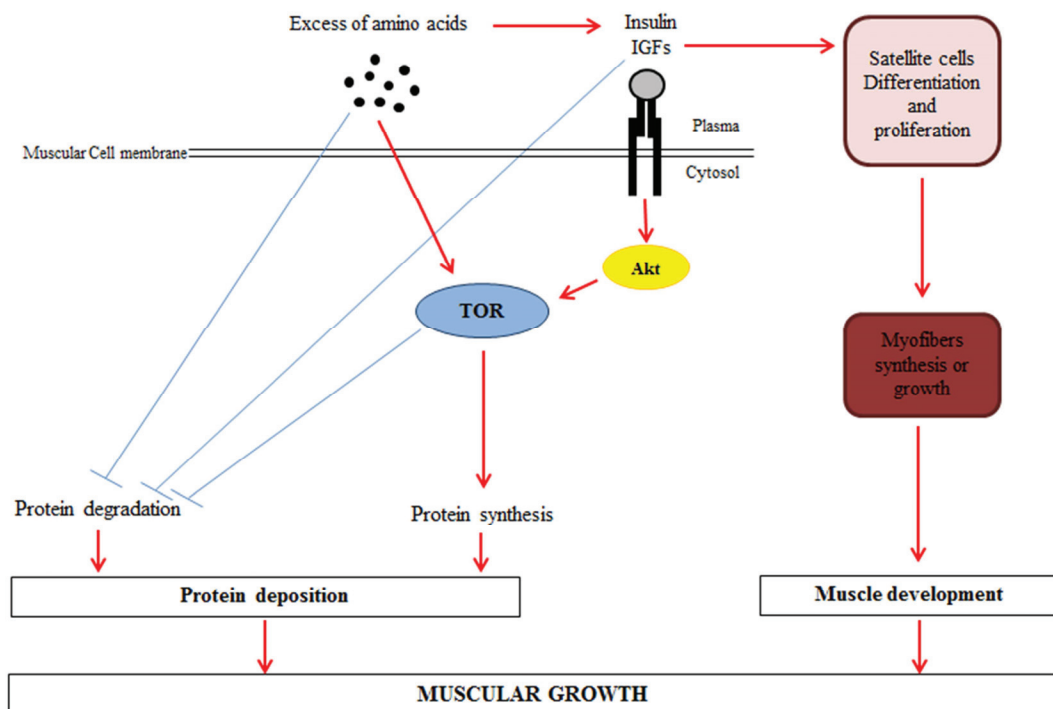 Excess of amino acids
Insulin
IGFs
Satellite cells
Differentiation
and
proliferation
Plasma
Muscular Cell membrane
Cytosol
Akt
TOR
Myofibers
synthesis or
growth
Protein degradation
Protein synthesis
Protein deposition
Muscle development
MUSCULAR GROWTH